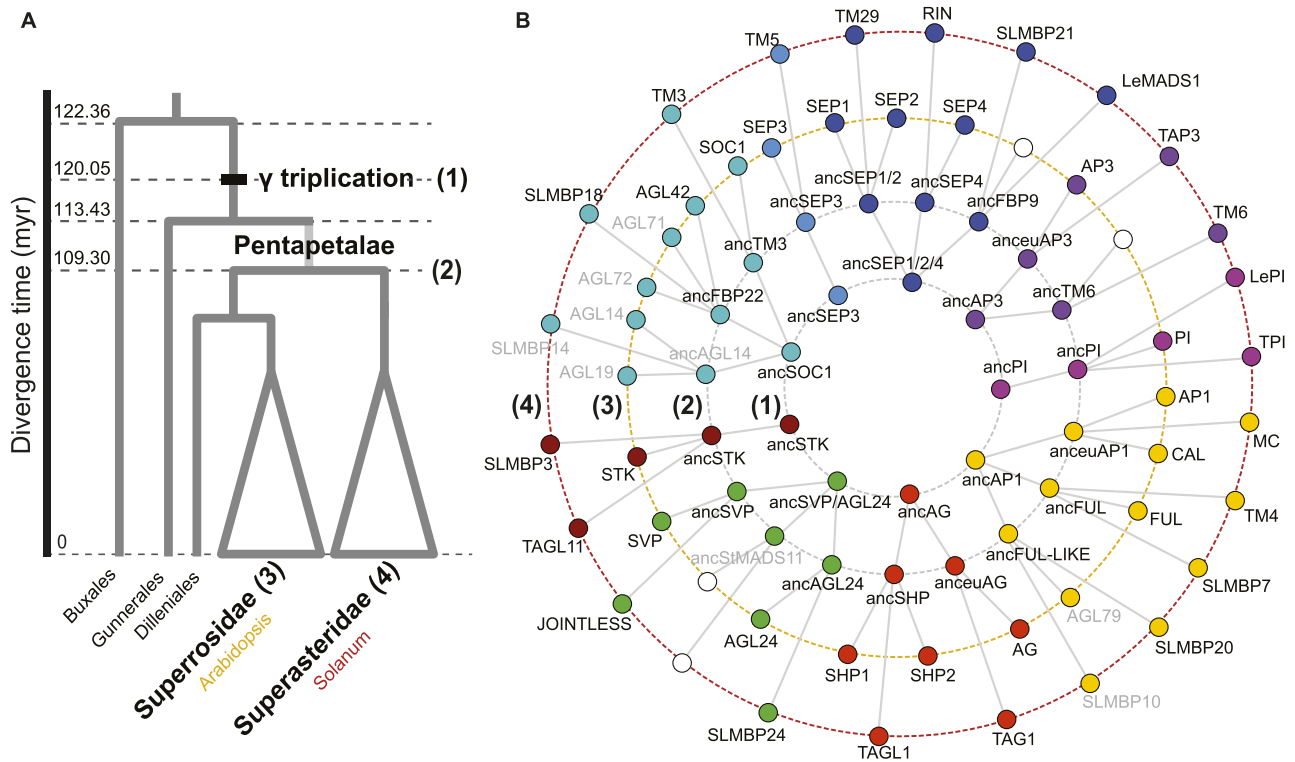 A
Divergence time (myr)
122.36
120.05
γ triplication (1)
113.43
Pentapetalae
109.30
(2)
0
Buxales
Gunnerales
Dilleniales
Superrosidae (3)
Arabidopsis
Superasteridae (4)
Solanum
B
TM29
RIN
SLMBP21
TM5
LeMADS1
TM3
TAP3
SLMBP18
TM6
LePI
SLMBP14
TPI
SLMBP3
MC
TAGL11
TM4
JOINTLESS
SLMBP7
SLMBP20
SLMBP10
SLMBP24
TAGL1
TAG1
SEP1
SEP2
SEP4
SEP3
SOC1
AP3
AGL42
AGL71
AGL72
AGL14
AGL19
PI
AP1
CAL
FUL
STK
SVP
AGL79
AGL24
SHP1
SHP2
AG
ancSEP1/2
ancSEP4
ancSEP3
ancFBP9
ancTM3
anceuAP3
ancFBP22
ancTM6
ancAGL14
ancPI
ancSTK
anceuAP1
ancSVP
ancFUL
ancStMADS11
ancFUL-LIKE
ancAGL24
ancSHP
anceuAG
ancSEP1/2/4
ancSEP3
ancAP3
ancSOC1
ancPI
ancSTK
ancAP1
ancSVP/AGL24
ancAG
(4)
(3)
(2)
(1)